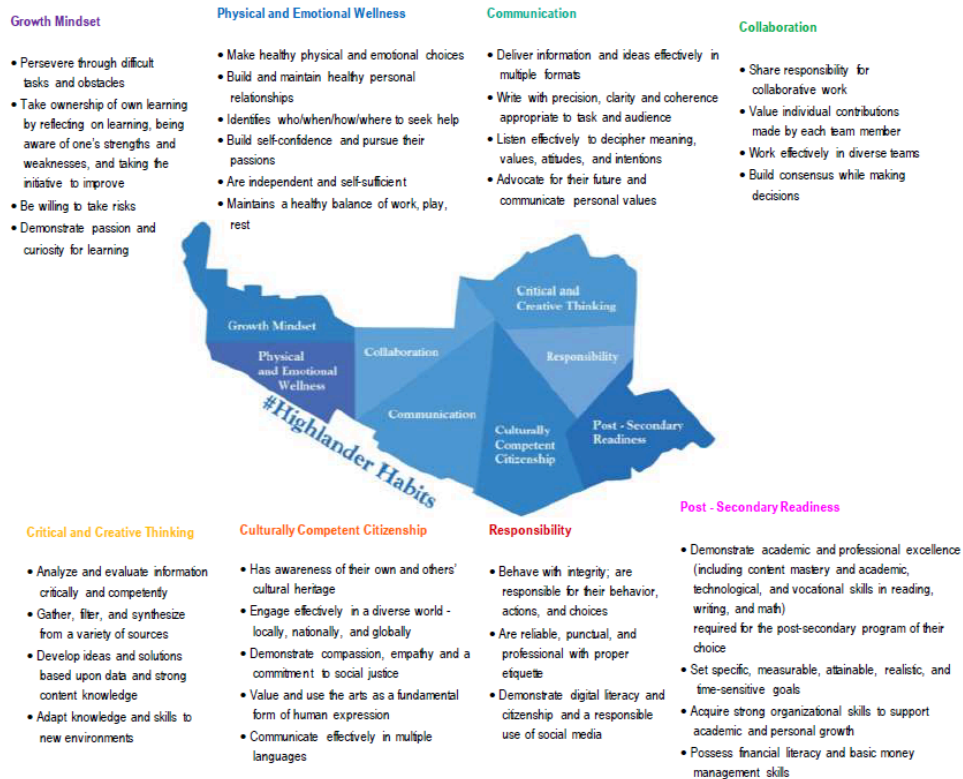 Growth Mindset
• Persevere through difficult
tasks and obstacles
• Take ownership of own learning
by reflecting on learning, being
aware of one's strengths and
weaknesses, and taking the
initiative to improve
• Be willing to take risks
• Demonstrate passion and
curiosity for learning
Physical and Emotional Wellness
• Make healthy physical and emotional choices
• Build and maintain healthy personal
relationships
• Identifies who/when/how/where to seek help
• Build self-confidence and pursue their
passions
• Are independent and self-sufficient
• Maintains a healthy balance of work, play,
rest
Communication
• Deliver information and ideas effectively in
multiple formats
• Write with precision, clarity and coherence
appropriate to task and audience
• Listen effectively to decipher meaning,
values, attitudes, and intentions
• Advocate for their future and
communicate personal values
Collaboration
• Share responsibility for
collaborative work
• Value individual contributions
made by each team member
• Work effectively in diverse teams
• Build consensus while making
decisions
Growth Mindset
Physical
and Emotional
Wellness
Collaboration
Communication
Critical and
Creative Thinking
Responsibility
Culturally
Competent
Citizenship
Post - Secondary
Readiness
#Highlander Habits
Critical and Creative Thinking
• Analyze and evaluate information
critically and competently
• Gather, filter, and synthesize
from a variety of sources
• Develop ideas and solutions
based upon data and strong
content knowledge
• Adapt knowledge and skills to
new environments
Culturally Competent Citizenship
• Has awareness of their own and others'
cultural heritage
• Engage effectively in a diverse world -
locally, nationally, and globally
• Demonstrate compassion, empathy and a
commitment to social justice
• Value and use the arts as a fundamental
form of human expression
• Communicate effectively in multiple
languages
Responsibility
• Behave with integrity; are
responsible for their behavior,
actions, and choices
• Are reliable, punctual, and
professional with proper
etiquette
• Demonstrate digital literacy and
citizenship and a responsible
use of social media
Post - Secondary Readiness
• Demonstrate academic and professional excellence
(including content mastery and academic,
technological, and vocational skills in reading,
writing, and math)
required for the post-secondary program of their
choice
• Set specific, measurable, attainable, realistic, and
time-sensitive goals
• Acquire strong organizational skills to support
academic and personal growth
• Possess financial literacy and basic money
management skills